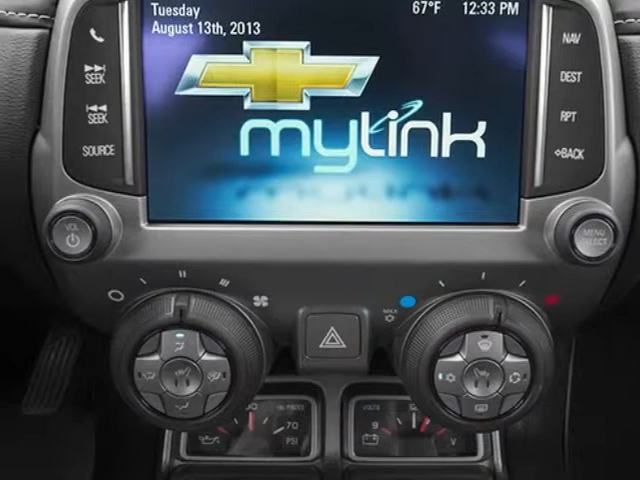 Tuesday
August 13th, 2013
67°F
12:33 PM
mylink
SEEK
SEEK
SOURCE
NAV
DEST
RPT
BACK
VOL
MENU
SELECT
MAX
70
PSI
VOLTS
9
V